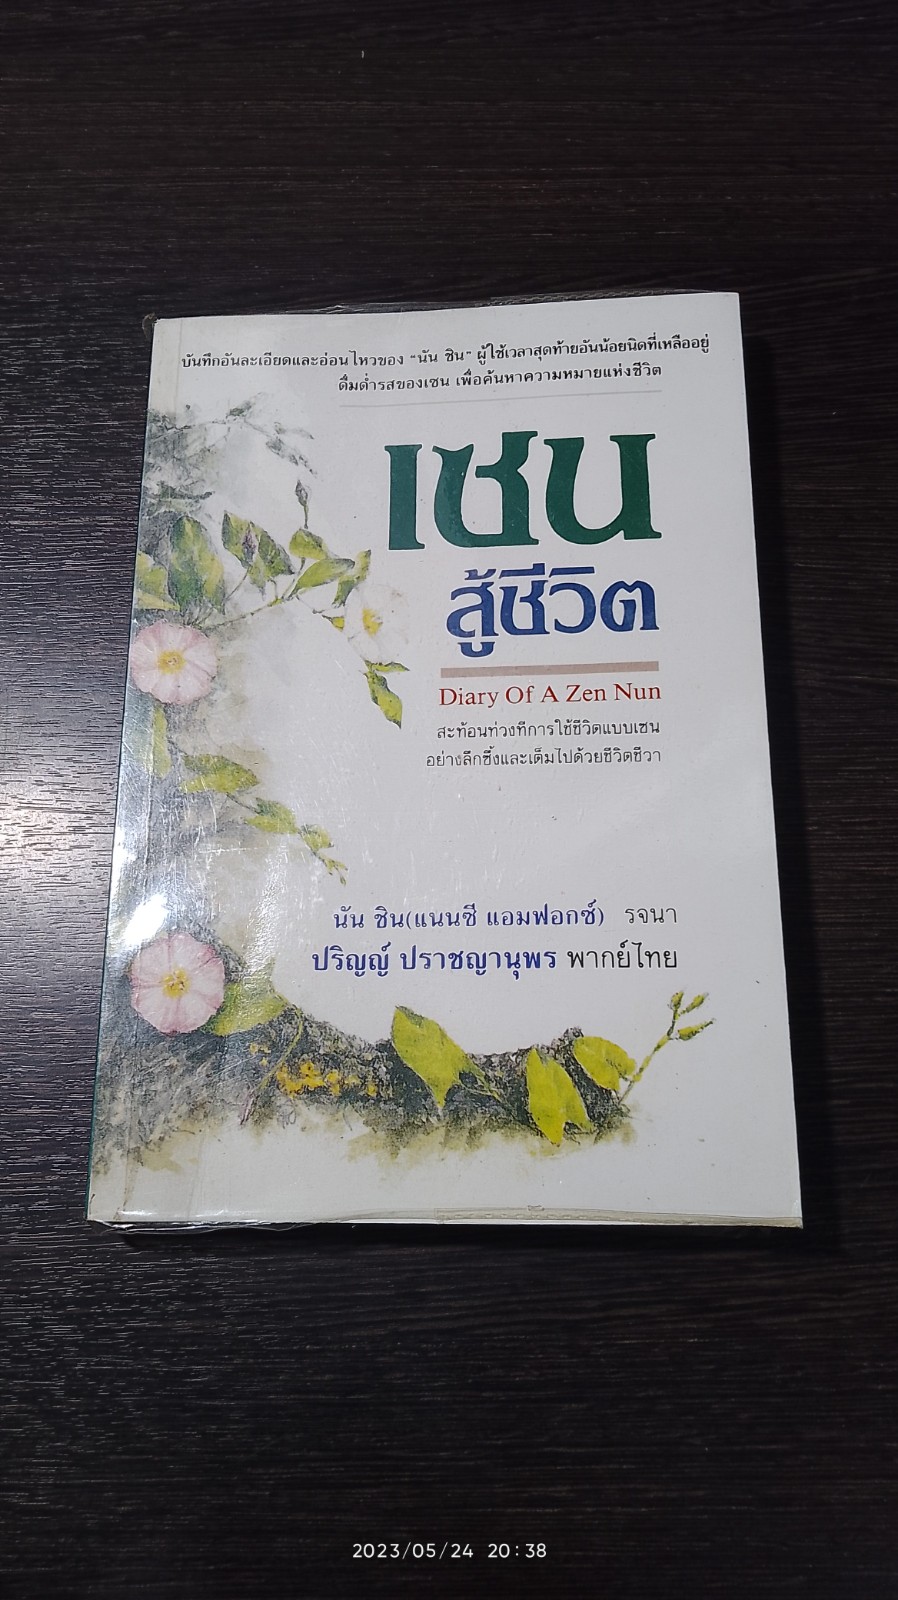 บันทึกอันละเอียดและอ่อนไหวของ "นัน ชิน" ผู้ใช้เวลาสุดท้ายอันน้อยนิดที่เหลืออยู่
ดื่มด่ำรสของเซน เพื่อค้นหาความหมายแห่งชีวิต
เซน
สู้ชีวิต
Diary Of A Zen Nun
สะท้อนท่วงทีการใช้ชีวิตแบบเซน
อย่างลึกซึ้งและเต็มไปด้วยชีวิตชีวา
นัน ชิน(แนนซี แอมฟอกซ์) รจนา
ปริญญ์ ปราชญานุพร พากย์ไทย
2023/05/24 20:38